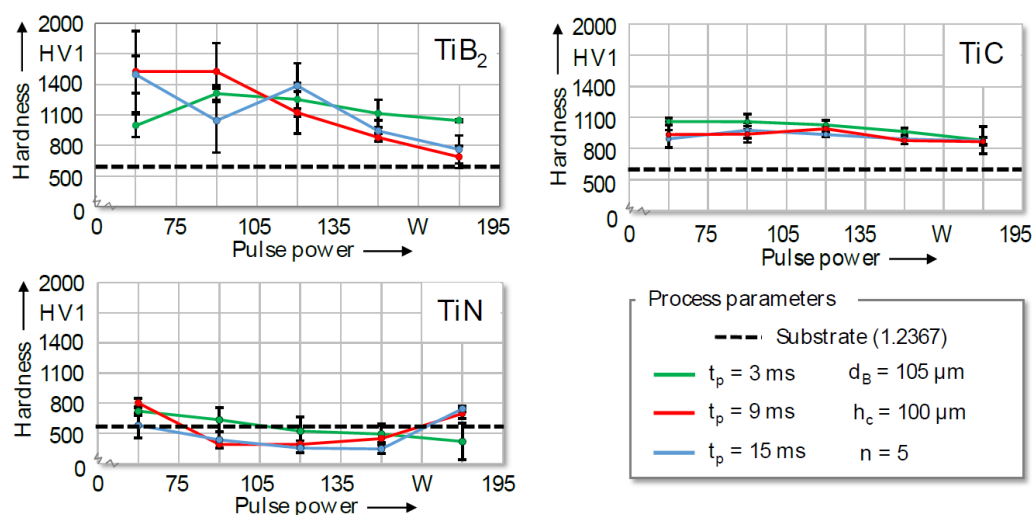 2000
HV1
1400
1100
800
500
0
Hardness
TiB2
0 75 105 135 W 195
Pulse power
2000
HV1
1400
1100
800
500
0
Hardness
TiC
0 75 105 135 W 195
Pulse power
2000
HV1
1400
1100
800
500
0
Hardness
TiN
0 75 105 135 W 195
Pulse power
Process parameters
Substrate (1.2367)
tp = 3 ms dB = 105 µm
tp = 9 ms hc = 100 µm
tp = 15 ms n = 5